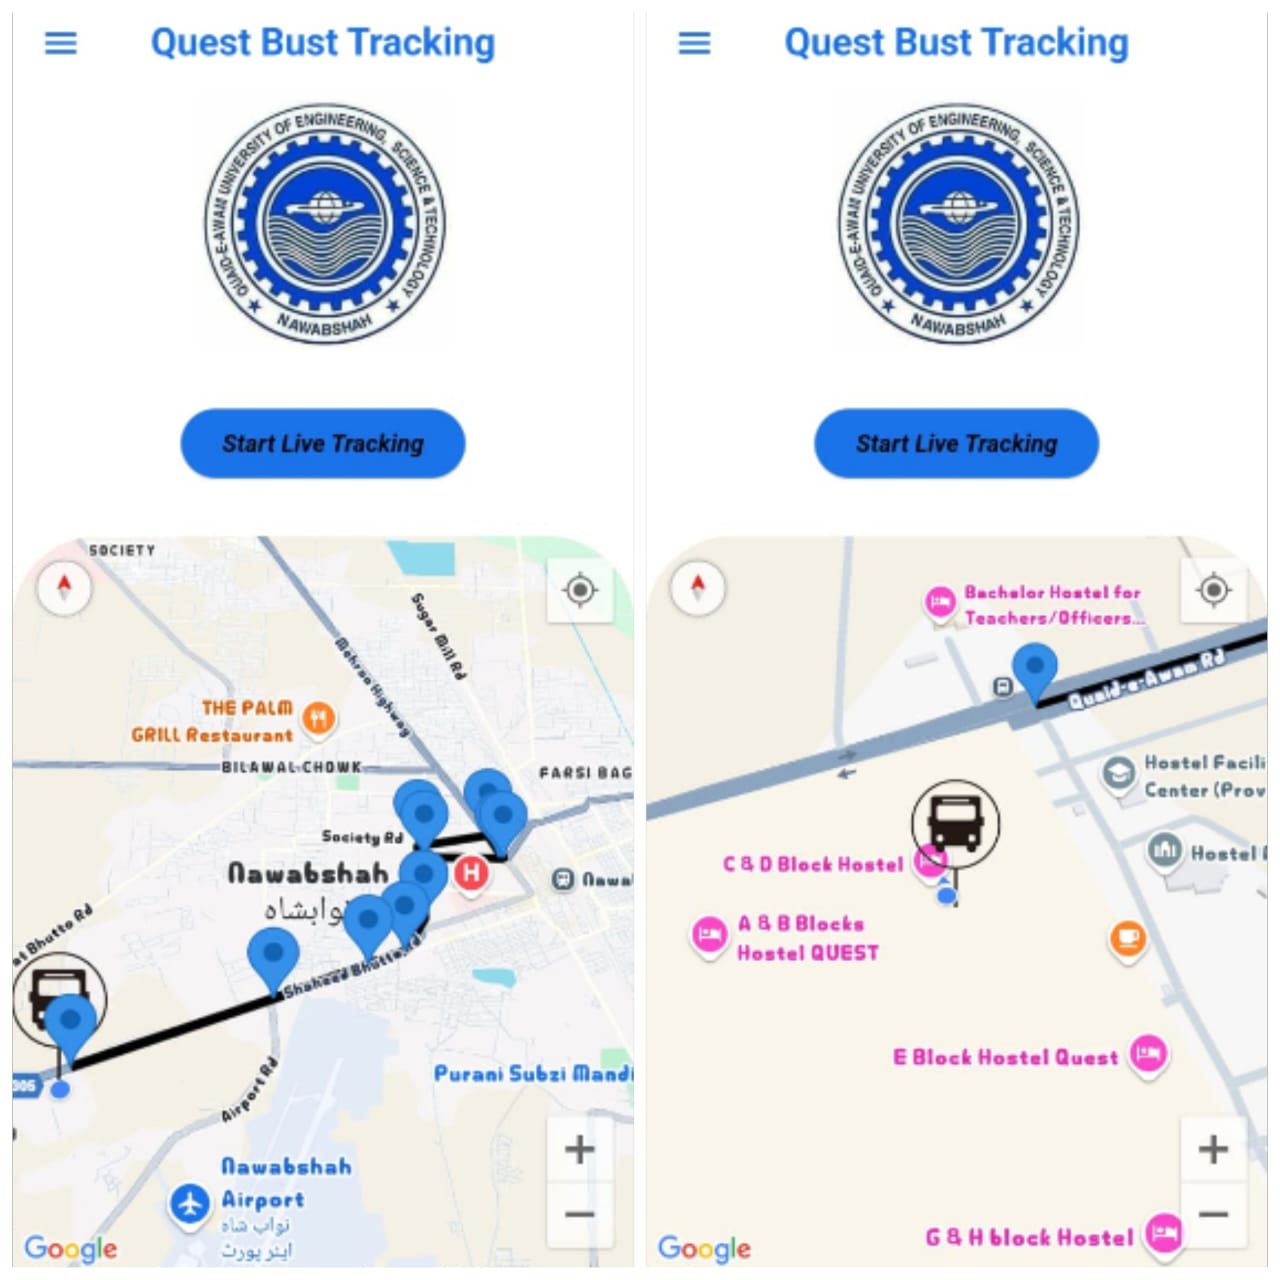 Quest Bust Tracking
QUAID-E-AWAM UNIVERSITY OF ENGINEERING, SCIENCE & TECHNOLOGY
NAWABSHAH
Start Live Tracking
SOCIETY
Sugar Mill Rd
Mehran Highway
THE PALM
GRILL Restaurant
BILAWAL CHOWK
FARSI BAG
Society Rd
H
Nawabshah
نوابشاه
Nawa
at Bhutto Rd
Shaheed Bhutto Rd
305
Airport Rd
Purani Subzi Mandi
Nawabshah
Airport
نواب شاہ
ایئرپورٹ
Google
Quest Bust Tracking
QUAID-E-AWAM UNIVERSITY OF ENGINEERING, SCIENCE & TECHNOLOGY
NAWABSHAH
Start Live Tracking
Bachelor Hostel for
Teachers/Officers...
Quaid-e-Awam Rd
Hostel Facili
Center (Prov
C & D Block Hostel
Hostel
A & B Blocks
Hostel QUEST
E Block Hostel Quest
G & H block Hostel
Google